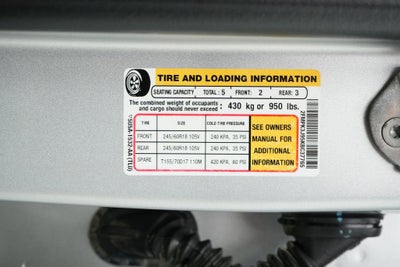 TIRE AND LOADING INFORMATION
SEATING CAPACITY TOTAL: 5 FRONT: 2 REAR: 3
The combined weight of occupants and cargo should never exceed: 430 kg or 950 lbs.
TIRE SIZE COLD TIRE PRESSURE
FRONT 245/60R18 105V 240 KPA, 35 PSI
REAR 245/60R18 105V 240 KPA, 35 PSI
SPARE T165/70D17 110M 420 KPA, 60 PSI
SEE OWNERS
MANUAL FOR
ADDITIONAL
INFORMATION